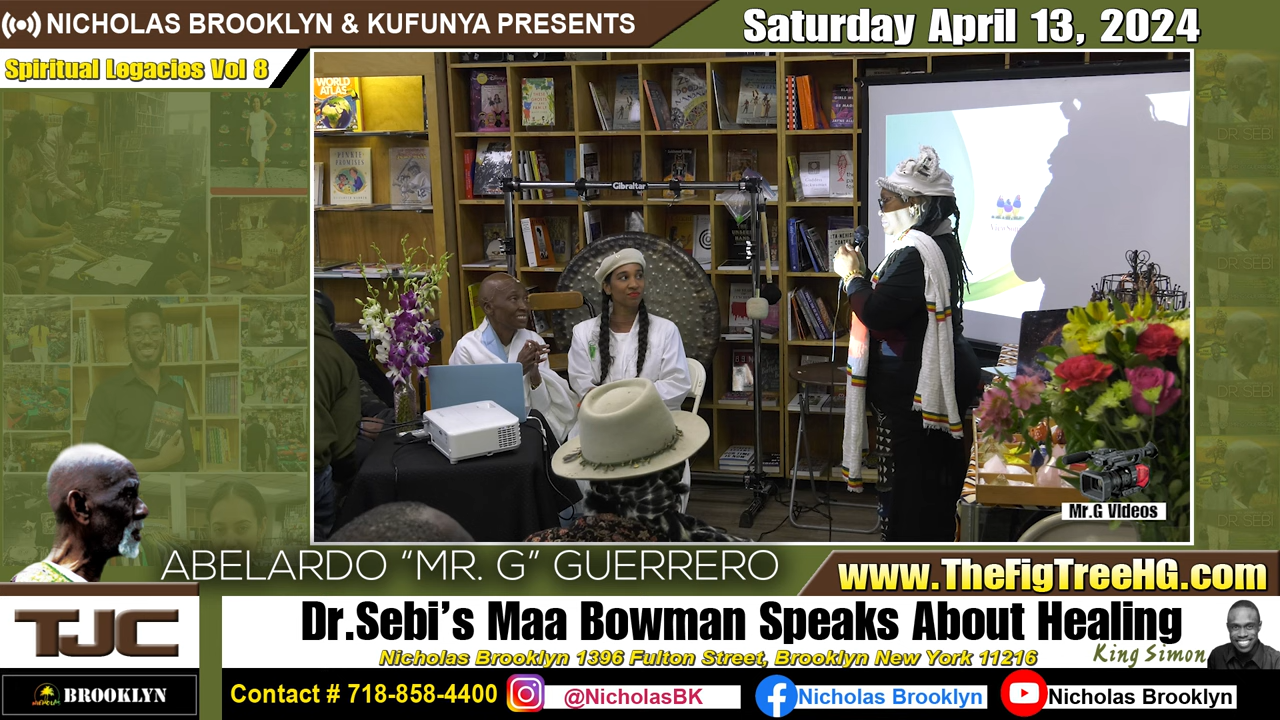 NICHOLAS BROOKLYN & KUFUNYA PRESENTS
Saturday April 13, 2024
Spiritual Legacies Vol 8
WORLD ATLAS
Gibraltar
Mr.G Videos
ABELARDO “MR. G” GUERRERO
www.TheFigTreeHG.com
TJC
Dr.Sebi’s Maa Bowman Speaks About Healing
Nicholas Brooklyn 1396 Fulton Street, Brooklyn New York 11216
King Simon
BROOKLYN
Contact # 718-858-4400
@NicholasBK
Nicholas Brooklyn
Nicholas Brooklyn
DR.SEBI